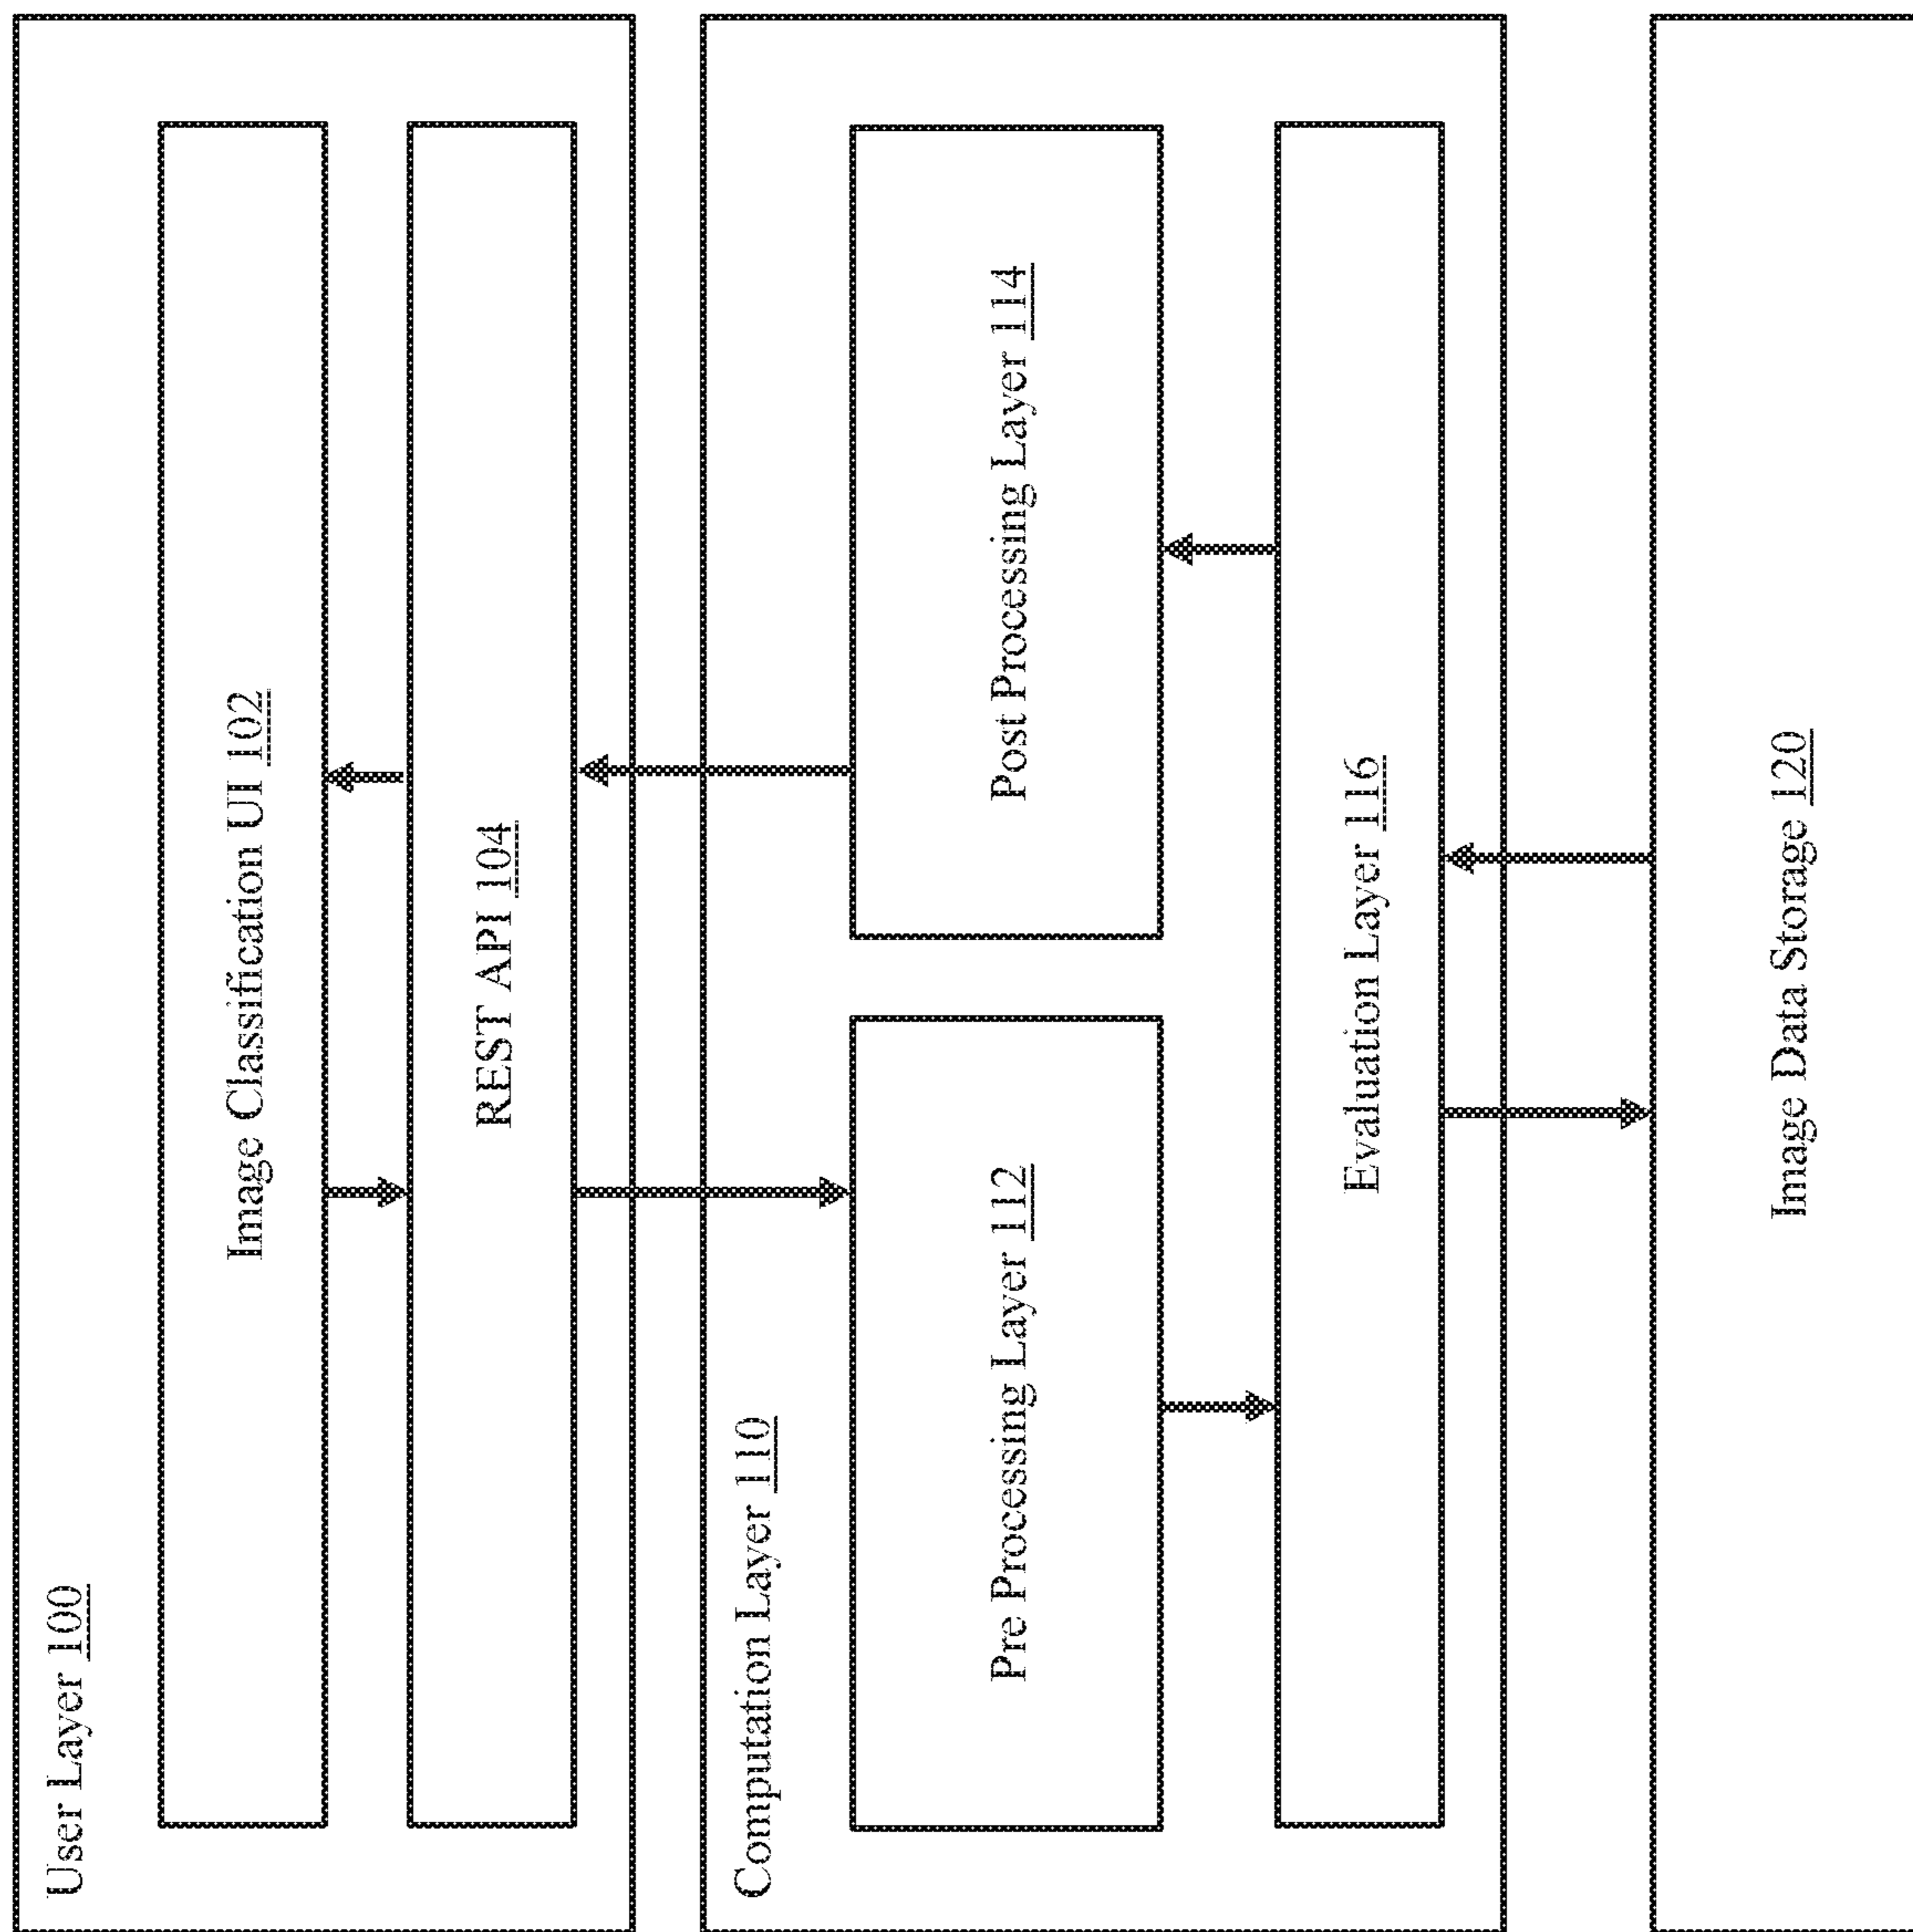 User Layer 100
Image Classification UI 102
REST API 104
Computation Layer 110
Pre Processing Layer 112
Post Processing Layer 114
Evaluation Layer 116
Image Data Storage 120